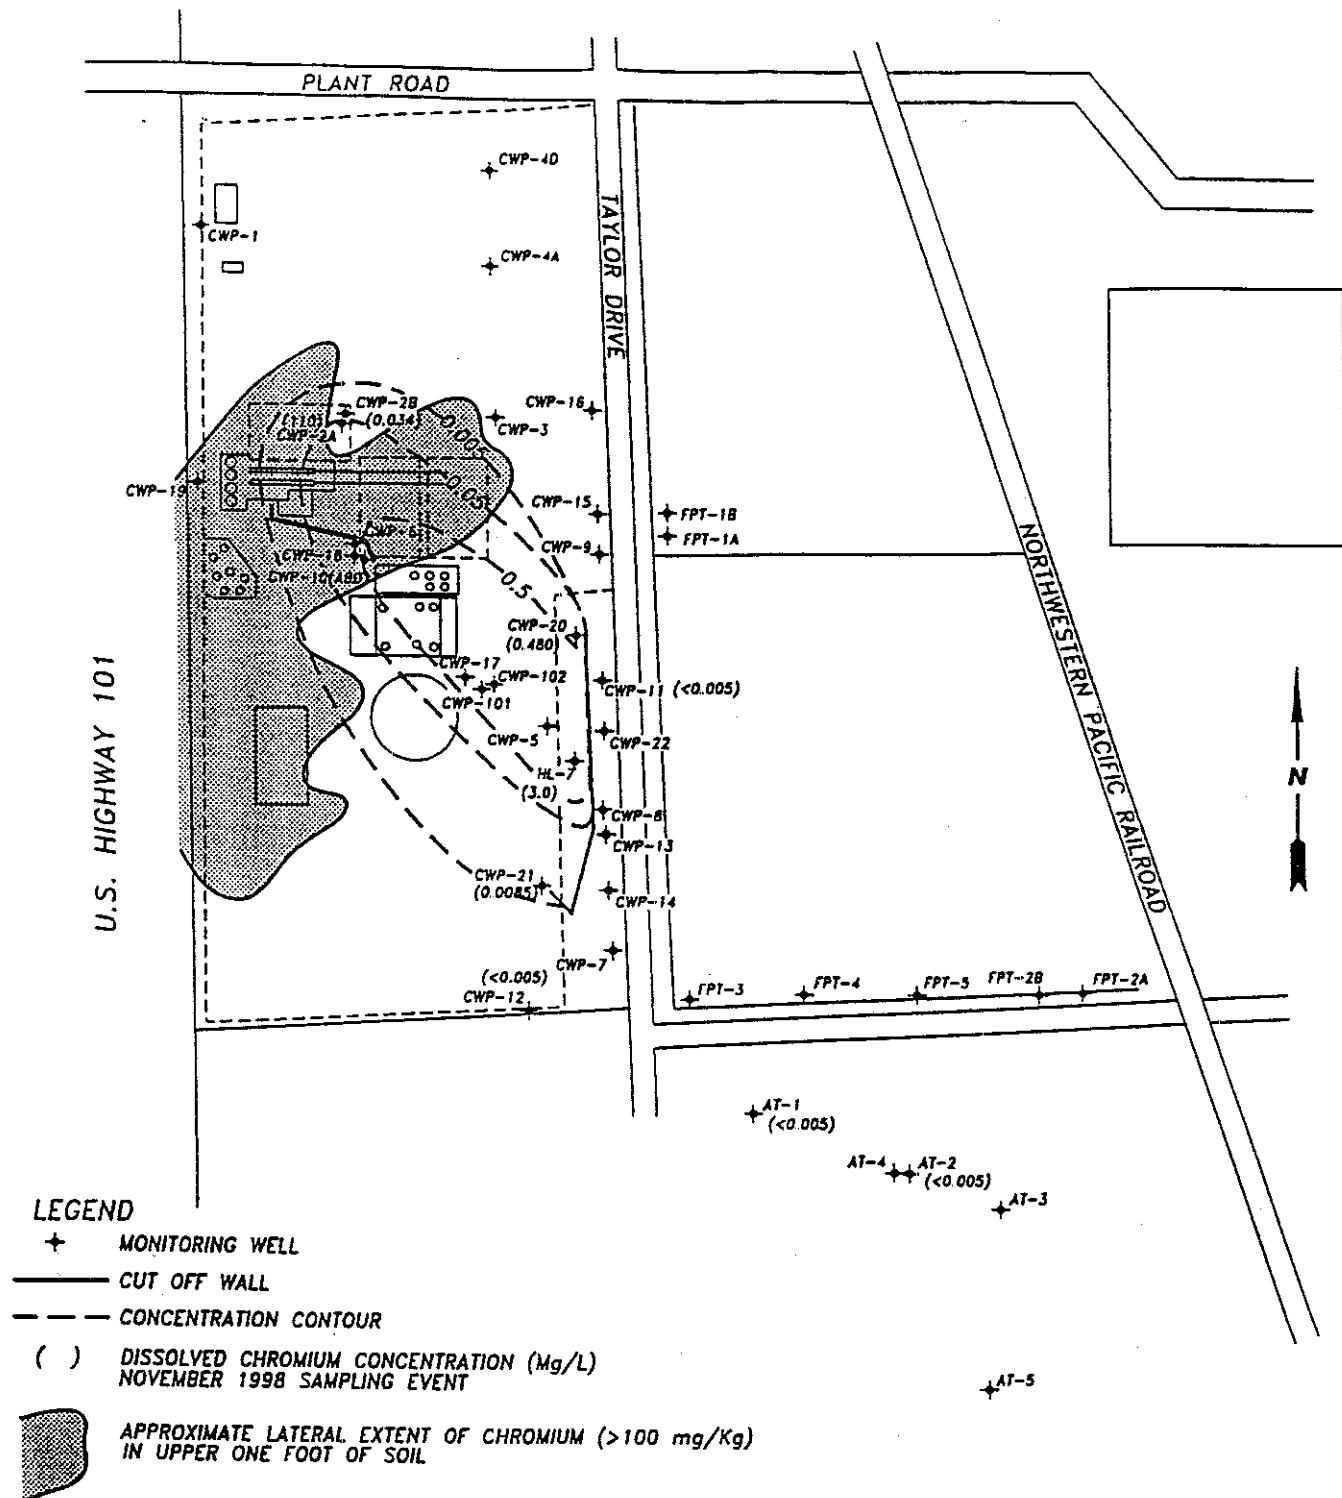 PLANT ROAD
CWP-4D
TAYLOR DRIVE
CWP-1
CWP-4A
CWP-2B
(0.034)
(110)
CWP-2A
CWP-16
CWP-3
0.005
0.05
CWP-19
CWP-15
FPT-1B
CWP-6
FPT-1A
CWP-9
CWP-18
CWP-1C(ABD)
0.5
NORTHWESTERN PACIFIC RAILROAD
CWP-20
(0.480)
CWP-17
CWP-102
CWP-11 (<0.005)
CWP-101
U.S. HIGHWAY 101
CWP-5
CWP-22
N
HL-7
(3.0)
CWP-8
CWP-13
CWP-21
(0.0085)
CWP-14
CWP-7
(<0.005)
CWP-12
FPT-3
FPT-4
FPT-5
FPT-2B
FPT-2A
AT-1
(<0.005)
AT-4
AT-2
(<0.005)
AT-3
LEGEND
MONITORING WELL
CUT OFF WALL
CONCENTRATION CONTOUR
( ) DISSOLVED CHROMIUM CONCENTRATION (Mg/L)
NOVEMBER 1998 SAMPLING EVENT
AT-5
APPROXIMATE LATERAL EXTENT OF CHROMIUM (>100 mg/Kg)
IN UPPER ONE FOOT OF SOIL